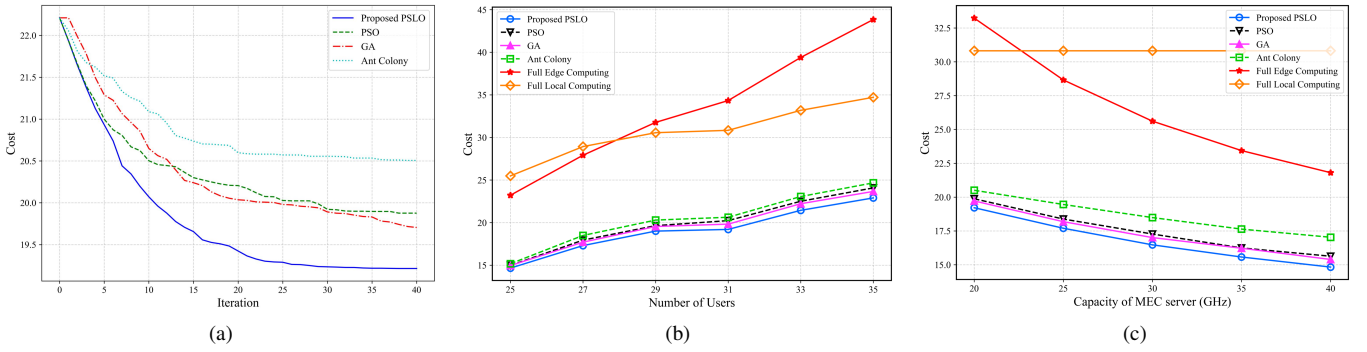 22.0
21.5
21.0
20.5
20.0
19.5
Cost
0
5
10
15
20
25
30
35
40
Iteration
Proposed PSLO
PSO
GA
Ant Colony
(a)
45
40
35
30
25
20
15
Cost
25
27
29
31
33
35
Number of Users
Proposed PSLO
PSO
GA
Ant Colony
Full Edge Computing
Full Local Computing
(b)
32.5
30.0
27.5
25.0
22.5
20.0
17.5
15.0
Cost
20
25
30
35
40
Capacity of MEC server (GHz)
Proposed PSLO
PSO
GA
Ant Colony
Full Edge Computing
Full Local Computing
(c)